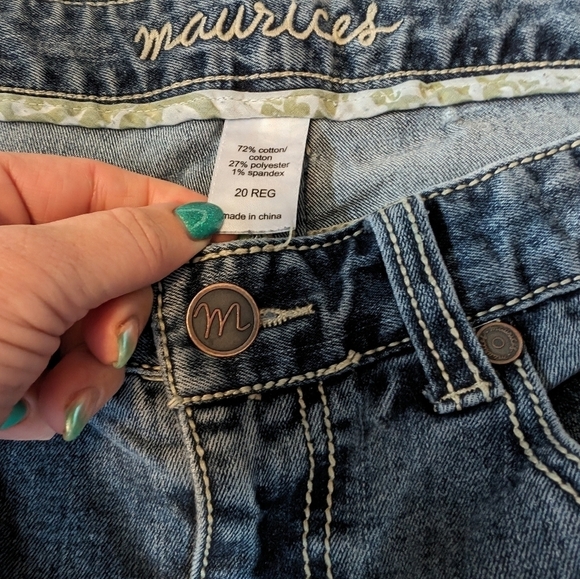 maurices
72% cotton/
coton
27% polyester
1% spandex
20 REG
made in china
m